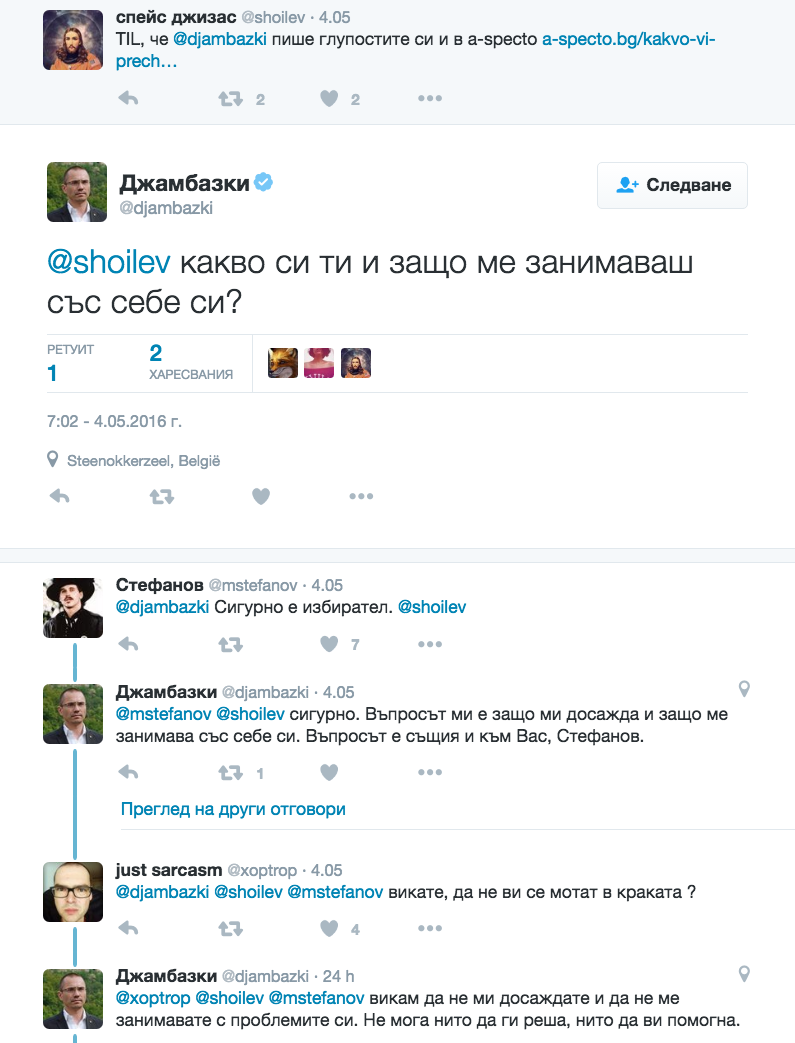 спейс джизас @shoilev · 4.05
TIL, че @djambazki пише глупостите си и в a-specto a-specto.bg/kakvo-vi-
prech…
2 2
Джамбазки
@djambazki
Следване
@shoilev какво си ти и защо ме занимаваш
със себе си?
РЕТУИТ
1
2
ХАРЕСВАНИЯ
7:02 - 4.05.2016 г.
Steenokkerzeel, België
Стефанов @mstefanov · 4.05
@djambazki Сигурно е избирател. @shoilev
7
Джамбазки @djambazki · 4.05
@mstefanov @shoilev сигурно. Въпросът ми е защо ми досажда и защо ме
занимава със себе си. Въпросът е същия и към Вас, Стефанов.
1
Преглед на други отговори
just sarcasm @xoptrop · 4.05
@djambazki @shoilev @mstefanov викате, да не ви се мотат в краката ?
4
Джамбазки @djambazki · 24 h
@xoptrop @shoilev @mstefanov викам да не ми досаждате и да не ме
занимавате с проблемите си. Не мога нито да ги реша, нито да ви помогна.